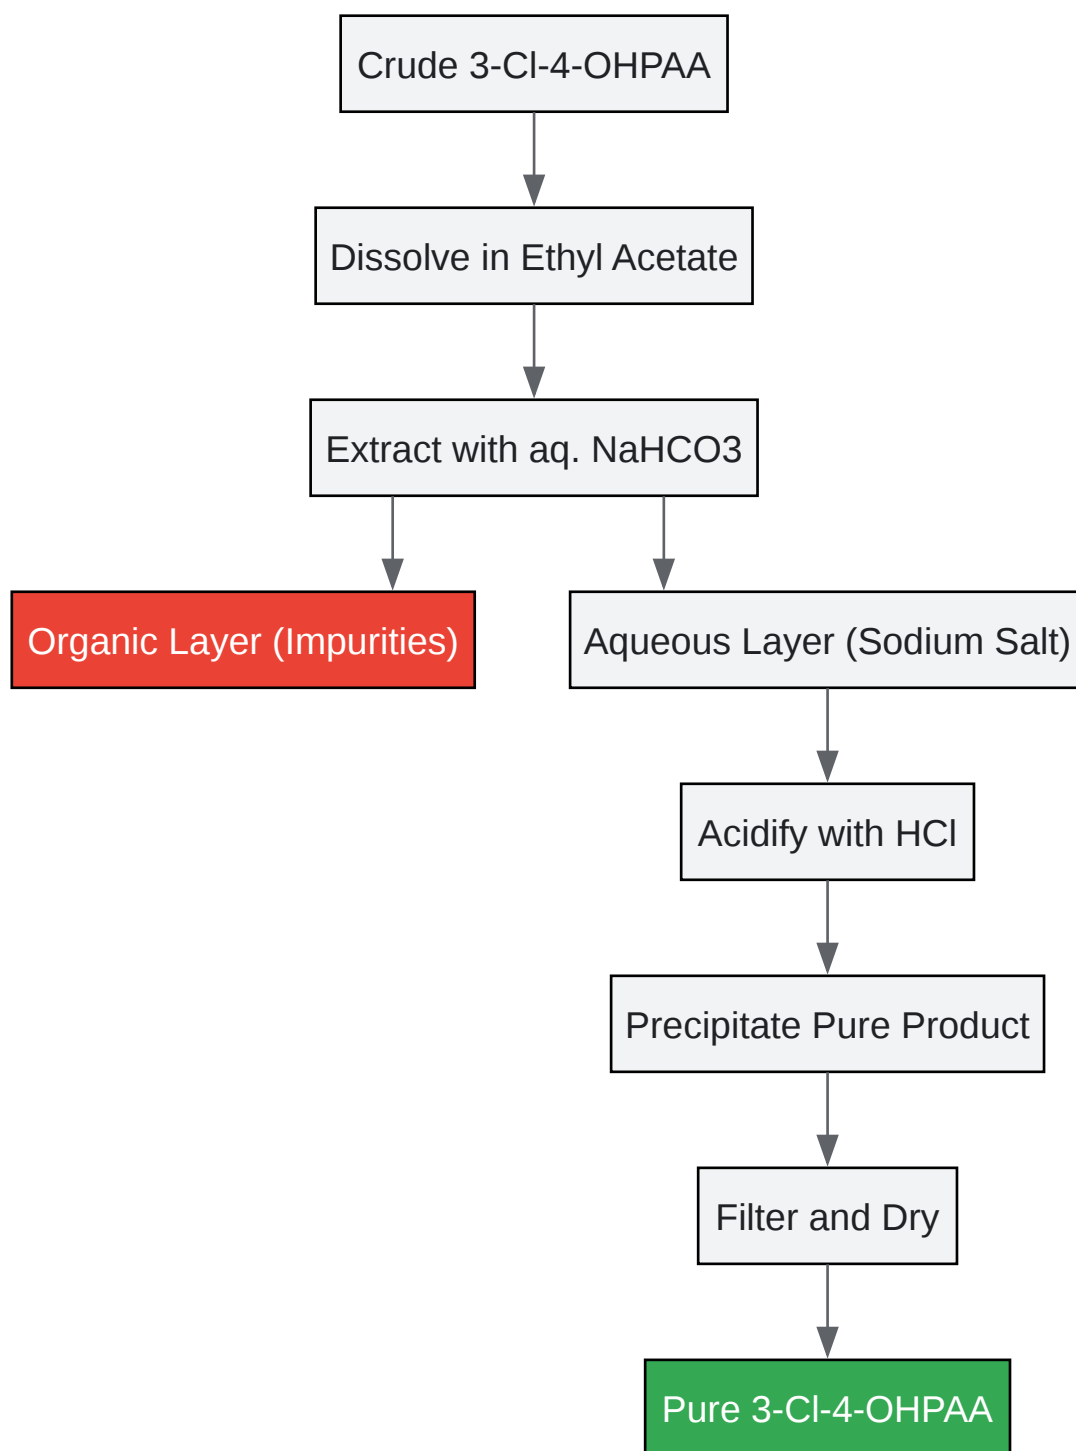 Crude 3-Cl-4-OHPAA
Dissolve in Ethyl Acetate
Extract with aq. NaHCO3
Organic Layer (Impurities)
Aqueous Layer (Sodium Salt)
Acidify with HCl
Precipitate Pure Product
Filter and Dry
Pure 3-Cl-4-OHPAA